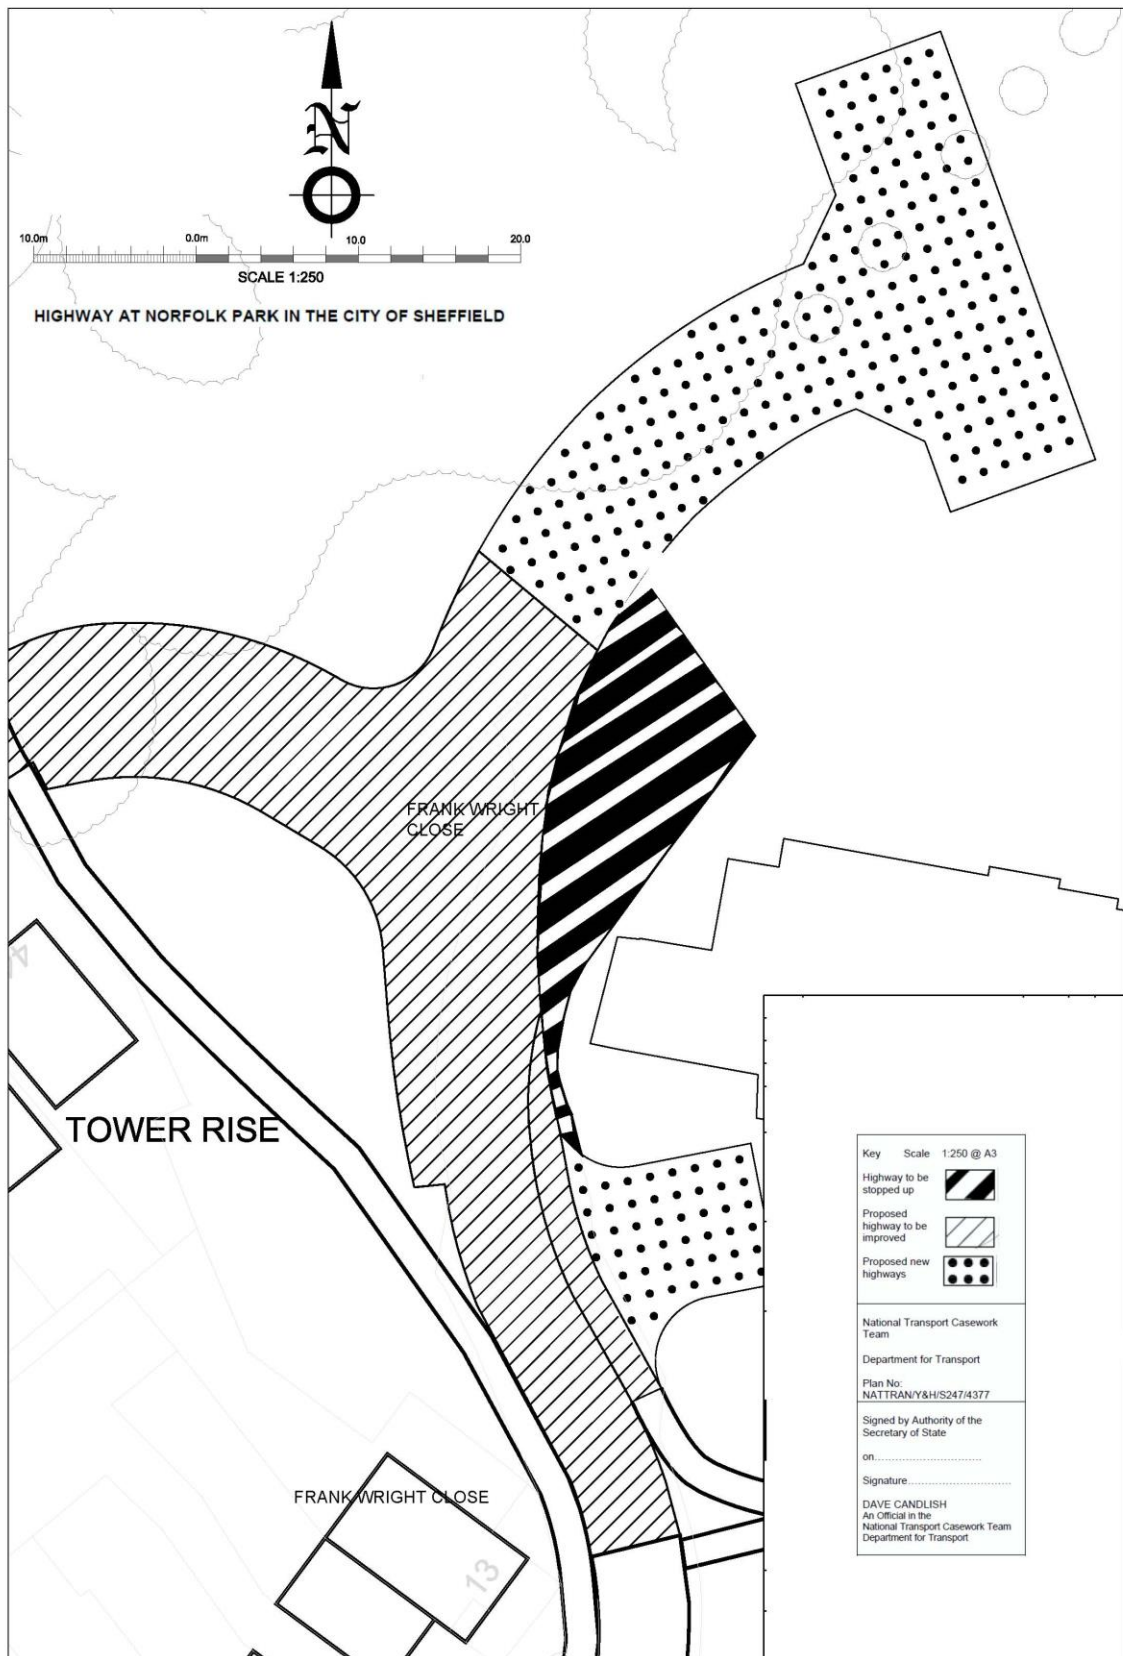 N
10.0m 0.0m 10.0 20.0
SCALE 1:250
HIGHWAY AT NORFOLK PARK IN THE CITY OF SHEFFIELD
FRANK WRIGHT
CLOSE
TOWER RISE
FRANK WRIGHT CLOSE
13
Key Scale 1:250 @ A3
Highway to be
stopped up
Proposed
highway to be
improved
Proposed new
highways
National Transport Casework
Team
Department for Transport
Plan No:
NATTRAN/Y&H/S247/4377
Signed by Authority of the
Secretary of State
on..............................
Signature..............................
DAVE CANDLISH
An Official in the
National Transport Casework Team
Department for Transport